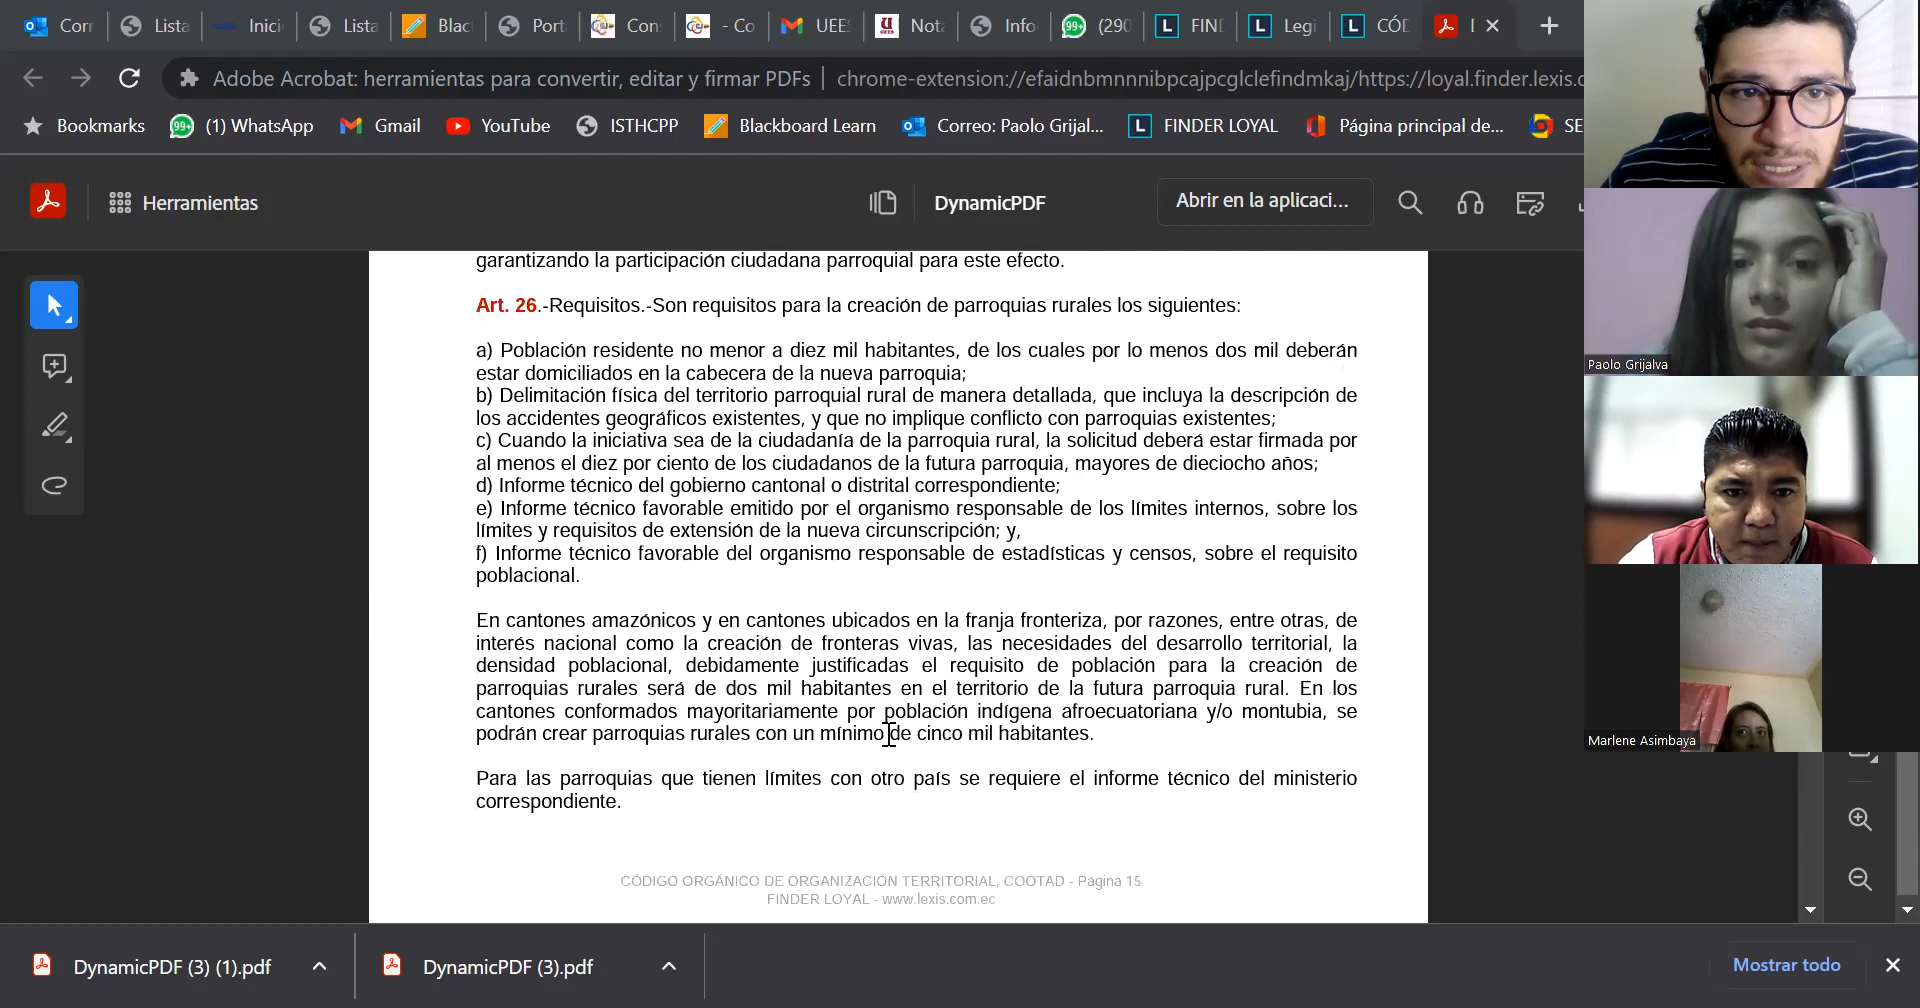 Corr
Lista
Inici
Lista
Blac
Port
Con
- Co
UEE
Not
Info
(290
FIN
Legi
CÓD
Adobe Acrobat: herramientas para convertir, editar y firmar PDFs
chrome-extension://efaidnbmnnnibpcajpcglclefindmkaj/https://loyal.finder.lexis.c
Bookmarks
(1) WhatsApp
Gmail
YouTube
ISTHCPP
Blackboard Learn
Correo: Paolo Grijal...
FINDER LOYAL
Página principal de...
SE
Herramientas
DynamicPDF
Abrir en la aplicaci...
garantizando la participación ciudadana parroquial para este efecto.
Art. 26.-Requisitos.-Son requisitos para la creación de parroquias rurales los siguientes:
a) Población residente no menor a diez mil habitantes, de los cuales por lo menos dos mil deberán
estar domiciliados en la cabecera de la nueva parroquia;
b) Delimitación física del territorio parroquial rural de manera detallada, que incluya la descripción de
los accidentes geográficos existentes, y que no implique conflicto con parroquias existentes;
c) Cuando la iniciativa sea de la ciudadanía de la parroquia rural, la solicitud deberá estar firmada por
al menos el diez por ciento de los ciudadanos de la futura parroquia, mayores de dieciocho años;
d) Informe técnico del gobierno cantonal o distrital correspondiente;
e) Informe técnico favorable emitido por el organismo responsable de los límites internos, sobre los
límites y requisitos de extensión de la nueva circunscripción; y,
f) Informe técnico favorable del organismo responsable de estadísticas y censos, sobre el requisito
poblacional.
En cantones amazónicos y en cantones ubicados en la franja fronteriza, por razones, entre otras, de
interés nacional como la creación de fronteras vivas, las necesidades del desarrollo territorial, la
densidad poblacional, debidamente justificadas el requisito de población para la creación de
parroquias rurales será de dos mil habitantes en el territorio de la futura parroquia rural. En los
cantones conformados mayoritariamente por población indígena afroecuatoriana y/o montubia, se
podrán crear parroquias rurales con un mínimo de cinco mil habitantes.
Para las parroquias que tienen límites con otro país se requiere el informe técnico del ministerio
correspondiente.
CÓDIGO ORGÁNICO DE ORGANIZACIÓN TERRITORIAL, COOTAD - Página 15
FINDER LOYAL - www.lexis.com.ec
Paolo Grijalva
Marlene Asimbaya
DynamicPDF (3) (1).pdf
DynamicPDF (3).pdf
Mostrar todo